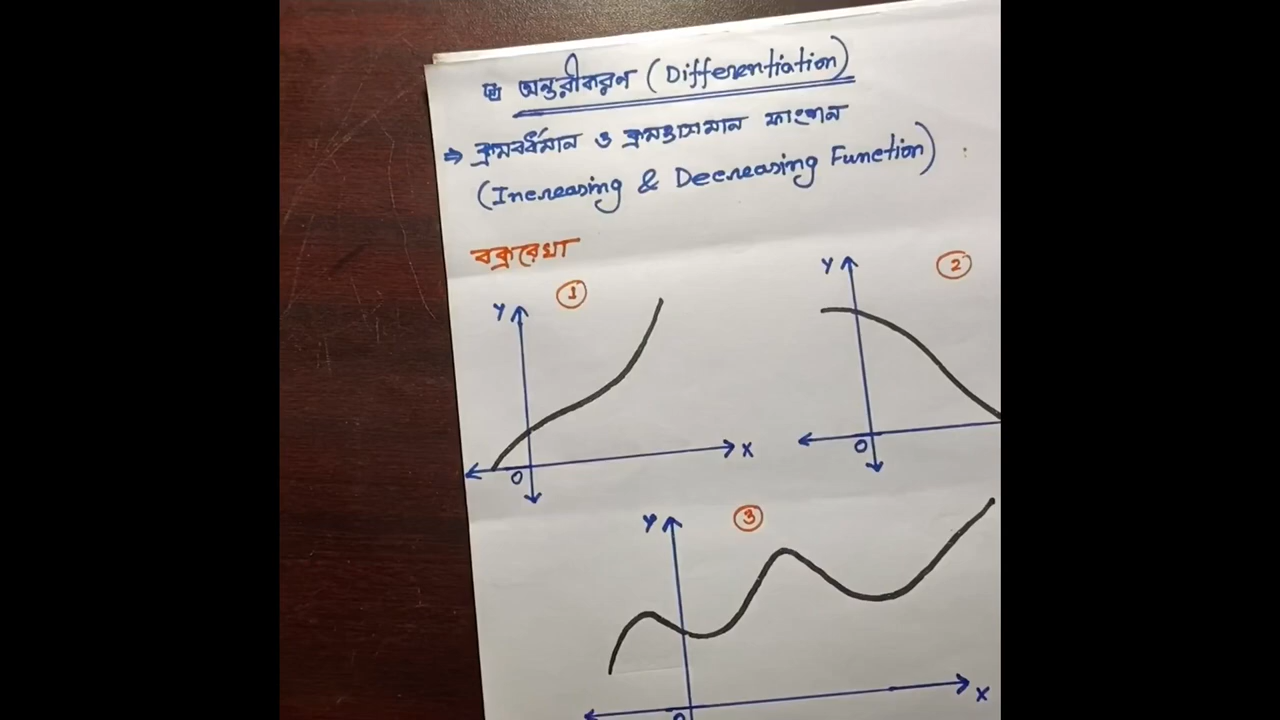 অন্তরীকরণ (Differentiation)
⇒ ক্রমবর্ধমান ও ক্রমহ্রাসমান ফাংশন
(Increasing & Decreasing Function)
বক্ররেখা
1
Y
X
O
2
Y
O
3
Y
X
O